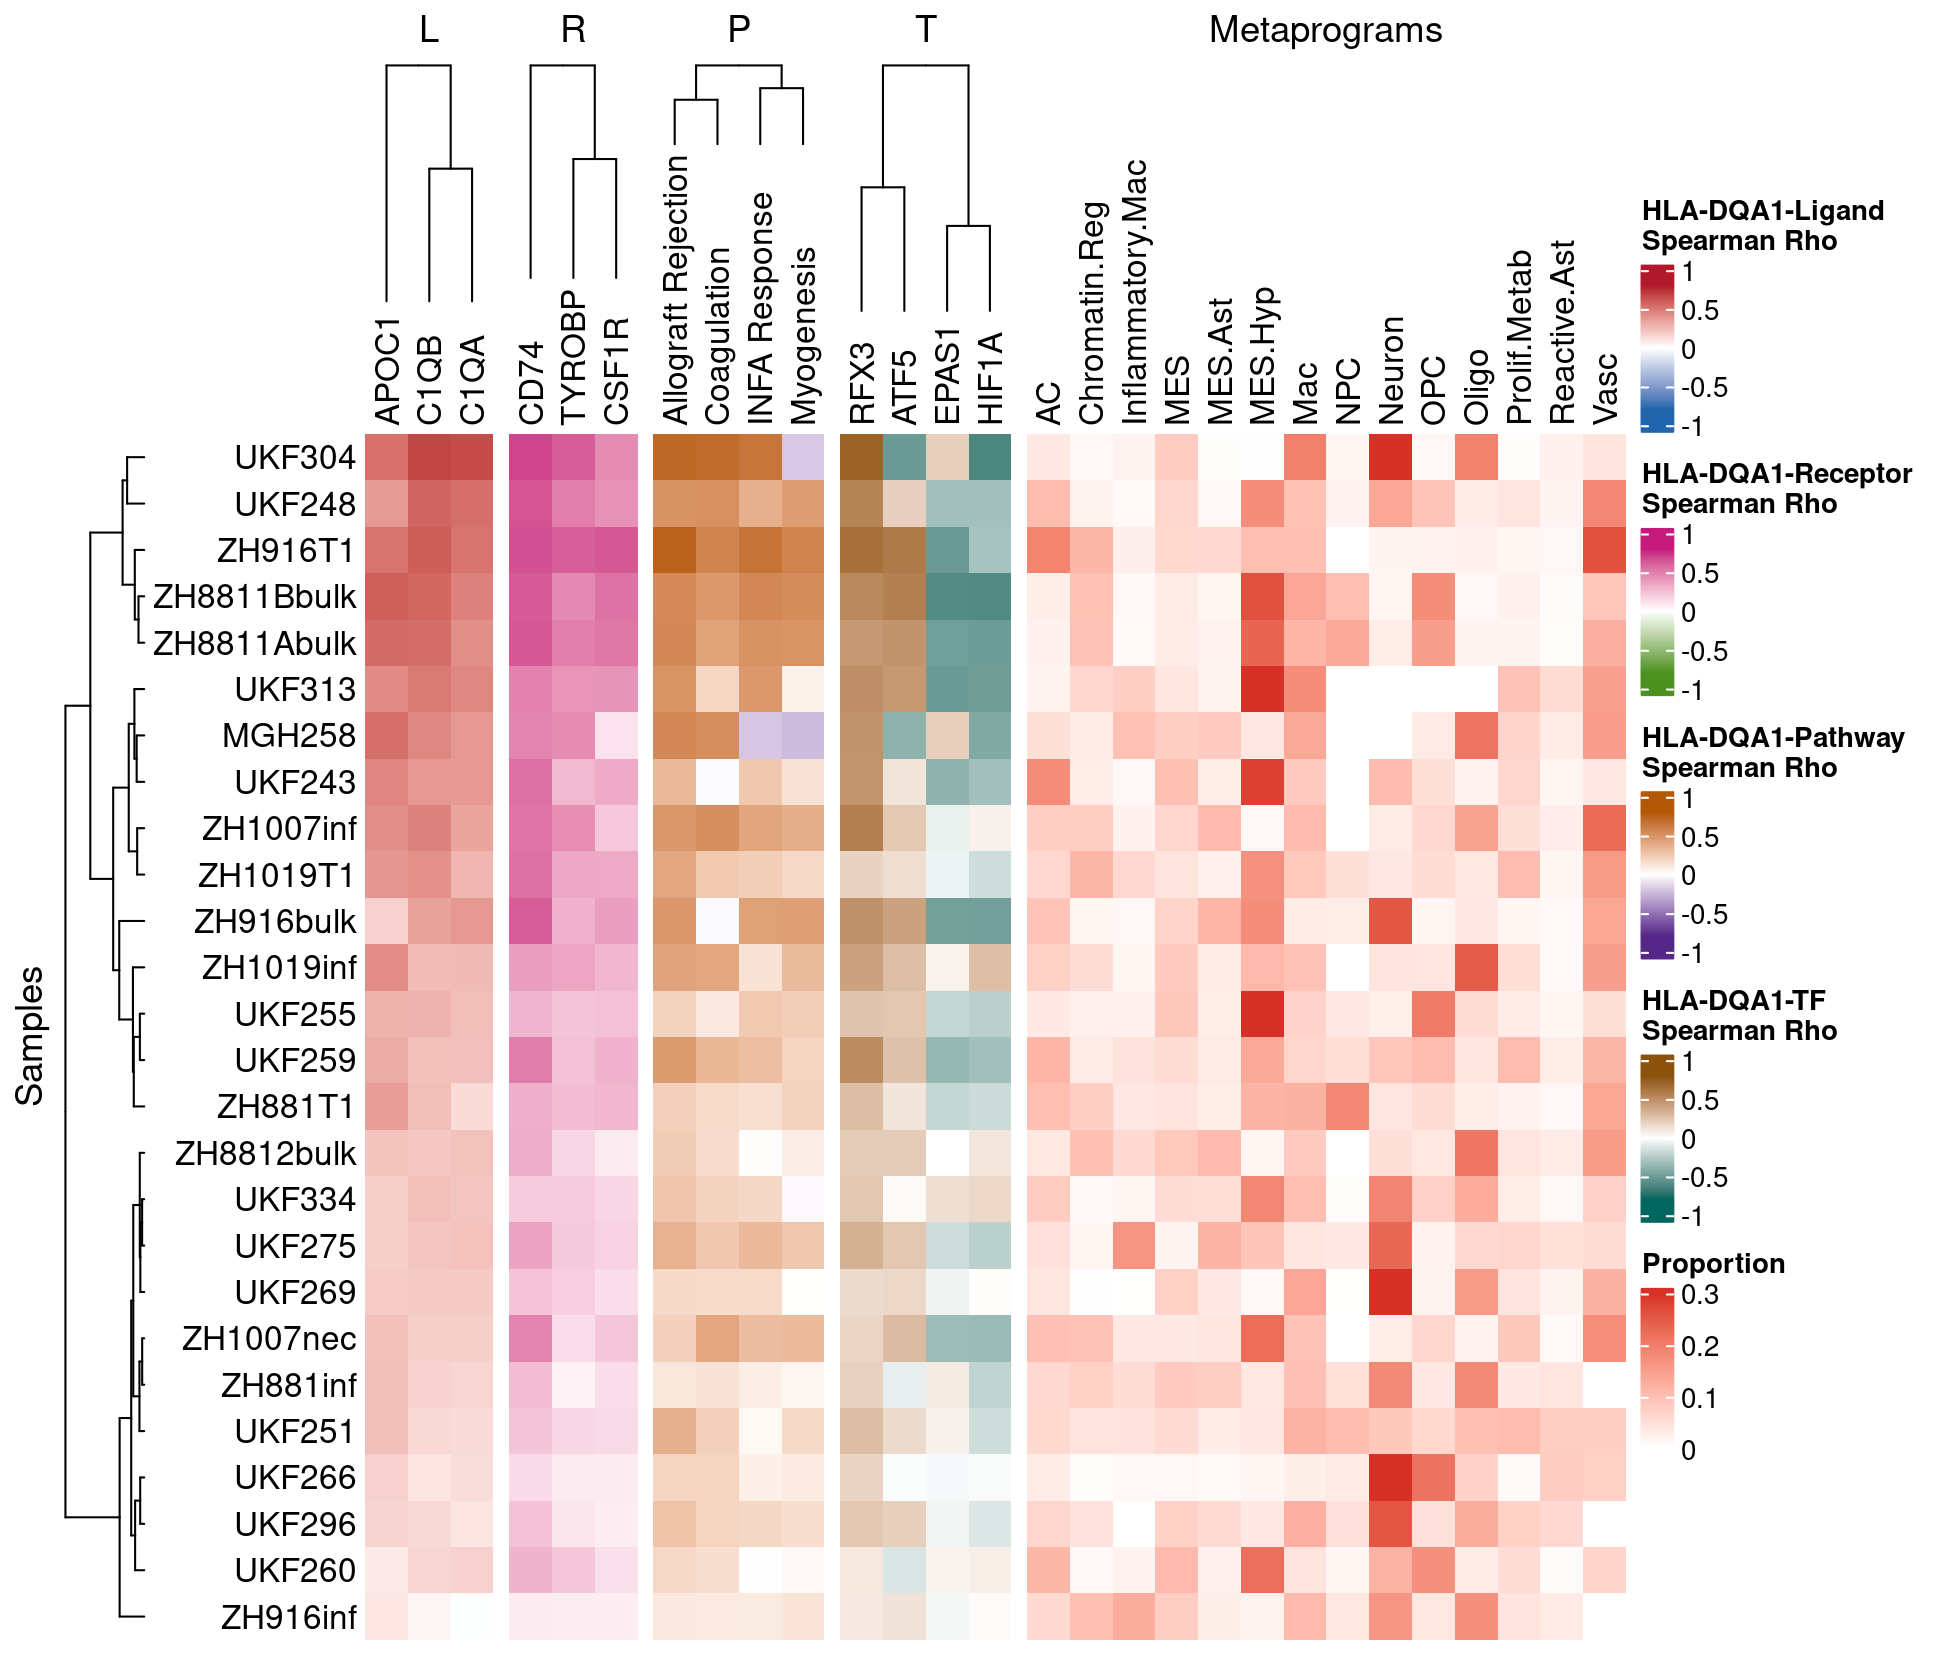 L
R
P
T
Metaprograms
APOC1
C1QB
C1QA
CD74
TYROBP
CSF1R
Allograft Rejection
Coagulation
INFA Response
Myogenesis
RFX3
ATF5
EPAS1
HIF1A
AC
Chromatin.Reg
Inflammatory.Mac
MES
MES.Ast
MES.Hyp
Mac
NPC
Neuron
OPC
Oligo
Prolif.Metab
Reactive.Ast
Vasc
Samples
UKF304
UKF248
ZH916T1
ZH8811Bbulk
ZH8811Abulk
UKF313
MGH258
UKF243
ZH1007inf
ZH1019T1
ZH916bulk
ZH1019inf
UKF255
UKF259
ZH881T1
ZH8812bulk
UKF334
UKF275
UKF269
ZH1007nec
ZH881inf
UKF251
UKF266
UKF296
UKF260
ZH916inf
HLA-DQA1-Ligand
Spearman Rho
1
0.5
0
-0.5
-1
HLA-DQA1-Receptor
Spearman Rho
1
0.5
0
-0.5
-1
HLA-DQA1-Pathway
Spearman Rho
1
0.5
0
-0.5
-1
HLA-DQA1-TF
Spearman Rho
1
0.5
0
-0.5
-1
Proportion
0.3
0.2
0.1
0